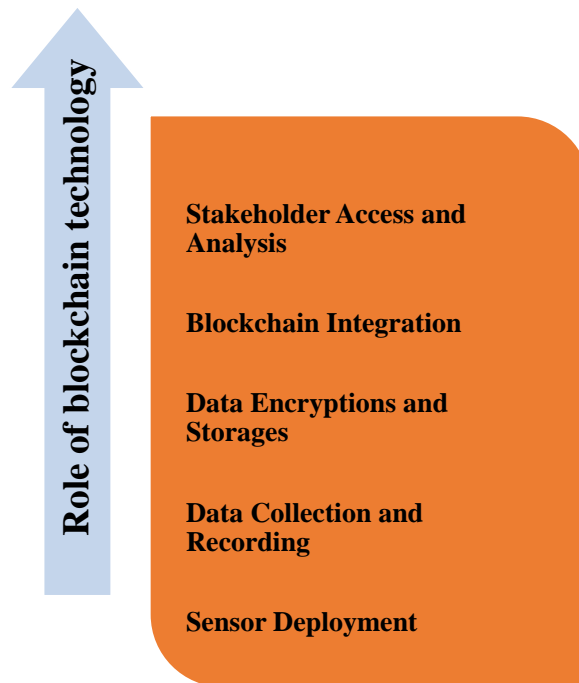 Role of blockchain technology
Stakeholder Access and
Analysis
Blockchain Integration
Data Encryptions and
Storages
Data Collection and
Recording
Sensor Deployment